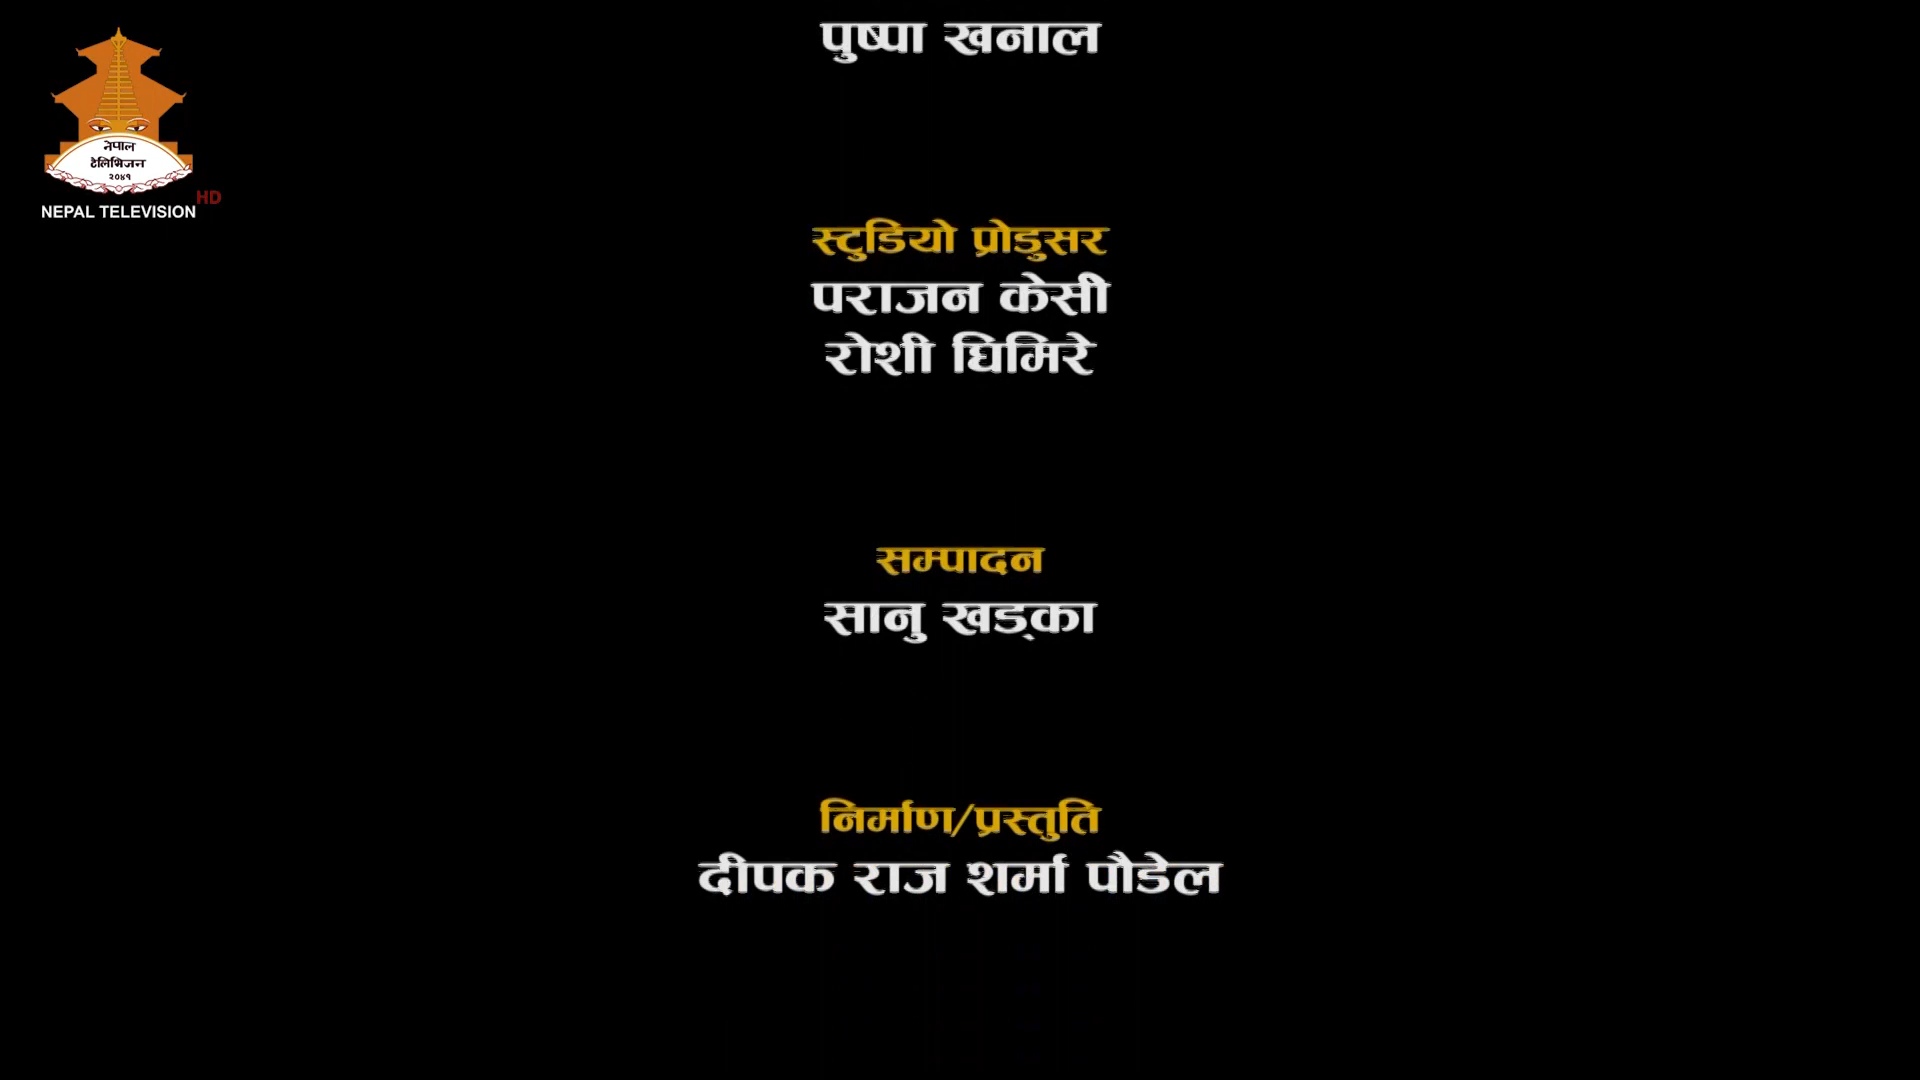 पुष्पा खनाल
नेपाल
टेलिभिजन
२०४१
HD
NEPAL TELEVISION
स्टुडियो प्रोडुसर
पराजन केसी
रोशी घिमिरे
सम्पादन
सानु खड्का
निर्माण/प्रस्तुति
दीपक राज शर्मा पौडेल